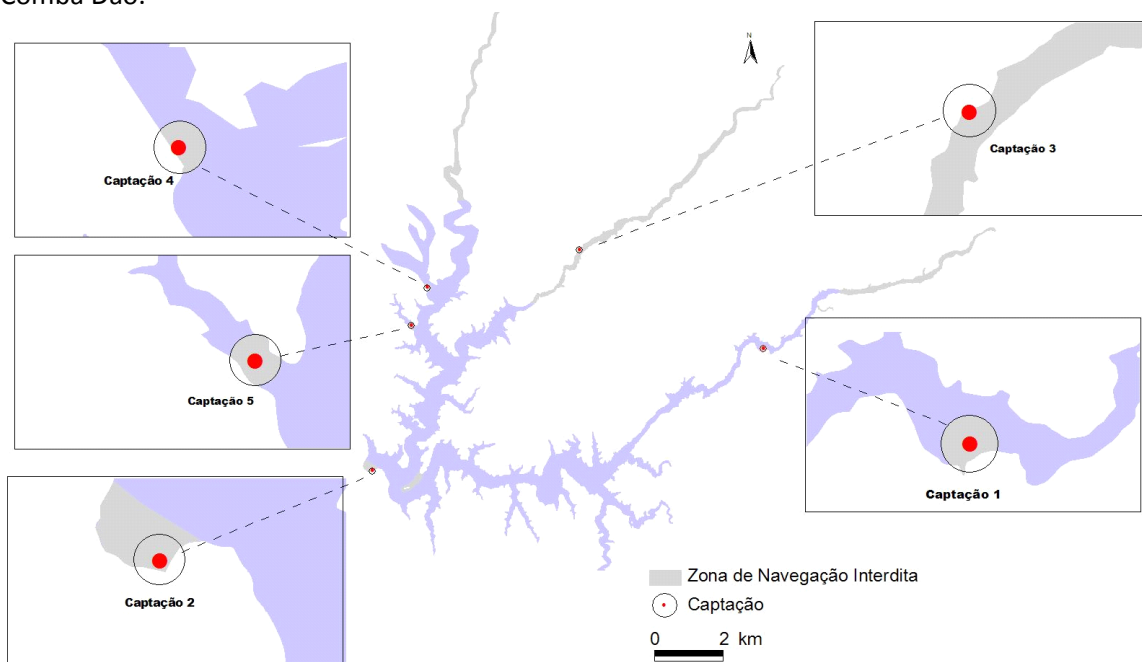 Comba Dão.
N
Captação 4
Captação 3
Captação 5
Captação 1
Captação 2
Zona de Navegação Interdita
Captação
0 2 km